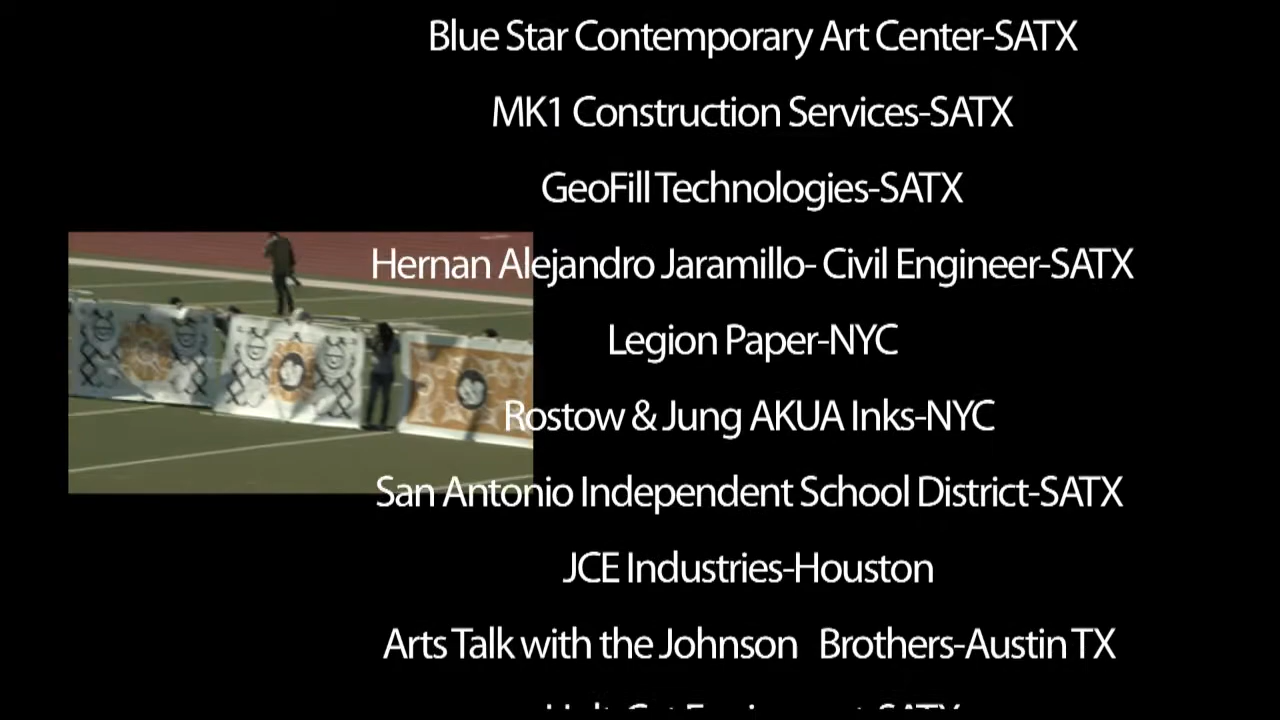 Blue Star Contemporary Art Center-SATX
MK1 Construction Services-SATX
GeoFill Technologies-SATX
Hernan Alejandro Jaramillo- Civil Engineer-SATX
Legion Paper-NYC
Rostow & Jung AKUA Inks-NYC
San Antonio Independent School District-SATX
JCE Industries-Houston
Arts Talk with the Johnson Brothers-Austin TX